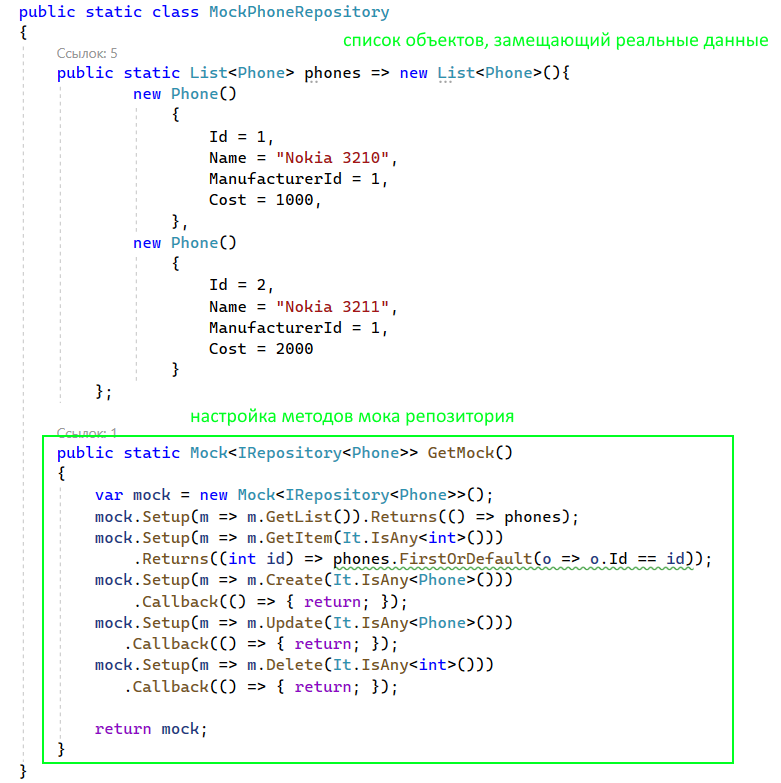 public static class MockPhoneRepository
{
список объектов, замещающий реальные данные
Ссылок: 5
public static List<Phone> phones => new List<Phone>(){
new Phone()
{
Id = 1,
Name = "Nokia 3210",
ManufacturerId = 1,
Cost = 1000,
},
new Phone()
{
Id = 2,
Name = "Nokia 3211",
ManufacturerId = 1,
Cost = 2000
}
};
настройка методов мока репозитория
Ссылок: 1
public static Mock<IRepository<Phone>> GetMock()
{
var mock = new Mock<IRepository<Phone>>();
mock.Setup(m => m.GetList()).Returns(() => phones);
mock.Setup(m => m.GetItem(It.IsAny<int>()))
.Returns((int id) => phones.FirstOrDefault(o => o.Id == id));
mock.Setup(m => m.Create(It.IsAny<Phone>()))
.Callback(() => { return; });
mock.Setup(m => m.Update(It.IsAny<Phone>()))
.Callback(() => { return; });
mock.Setup(m => m.Delete(It.IsAny<int>()))
.Callback(() => { return; });
return mock;
}
}